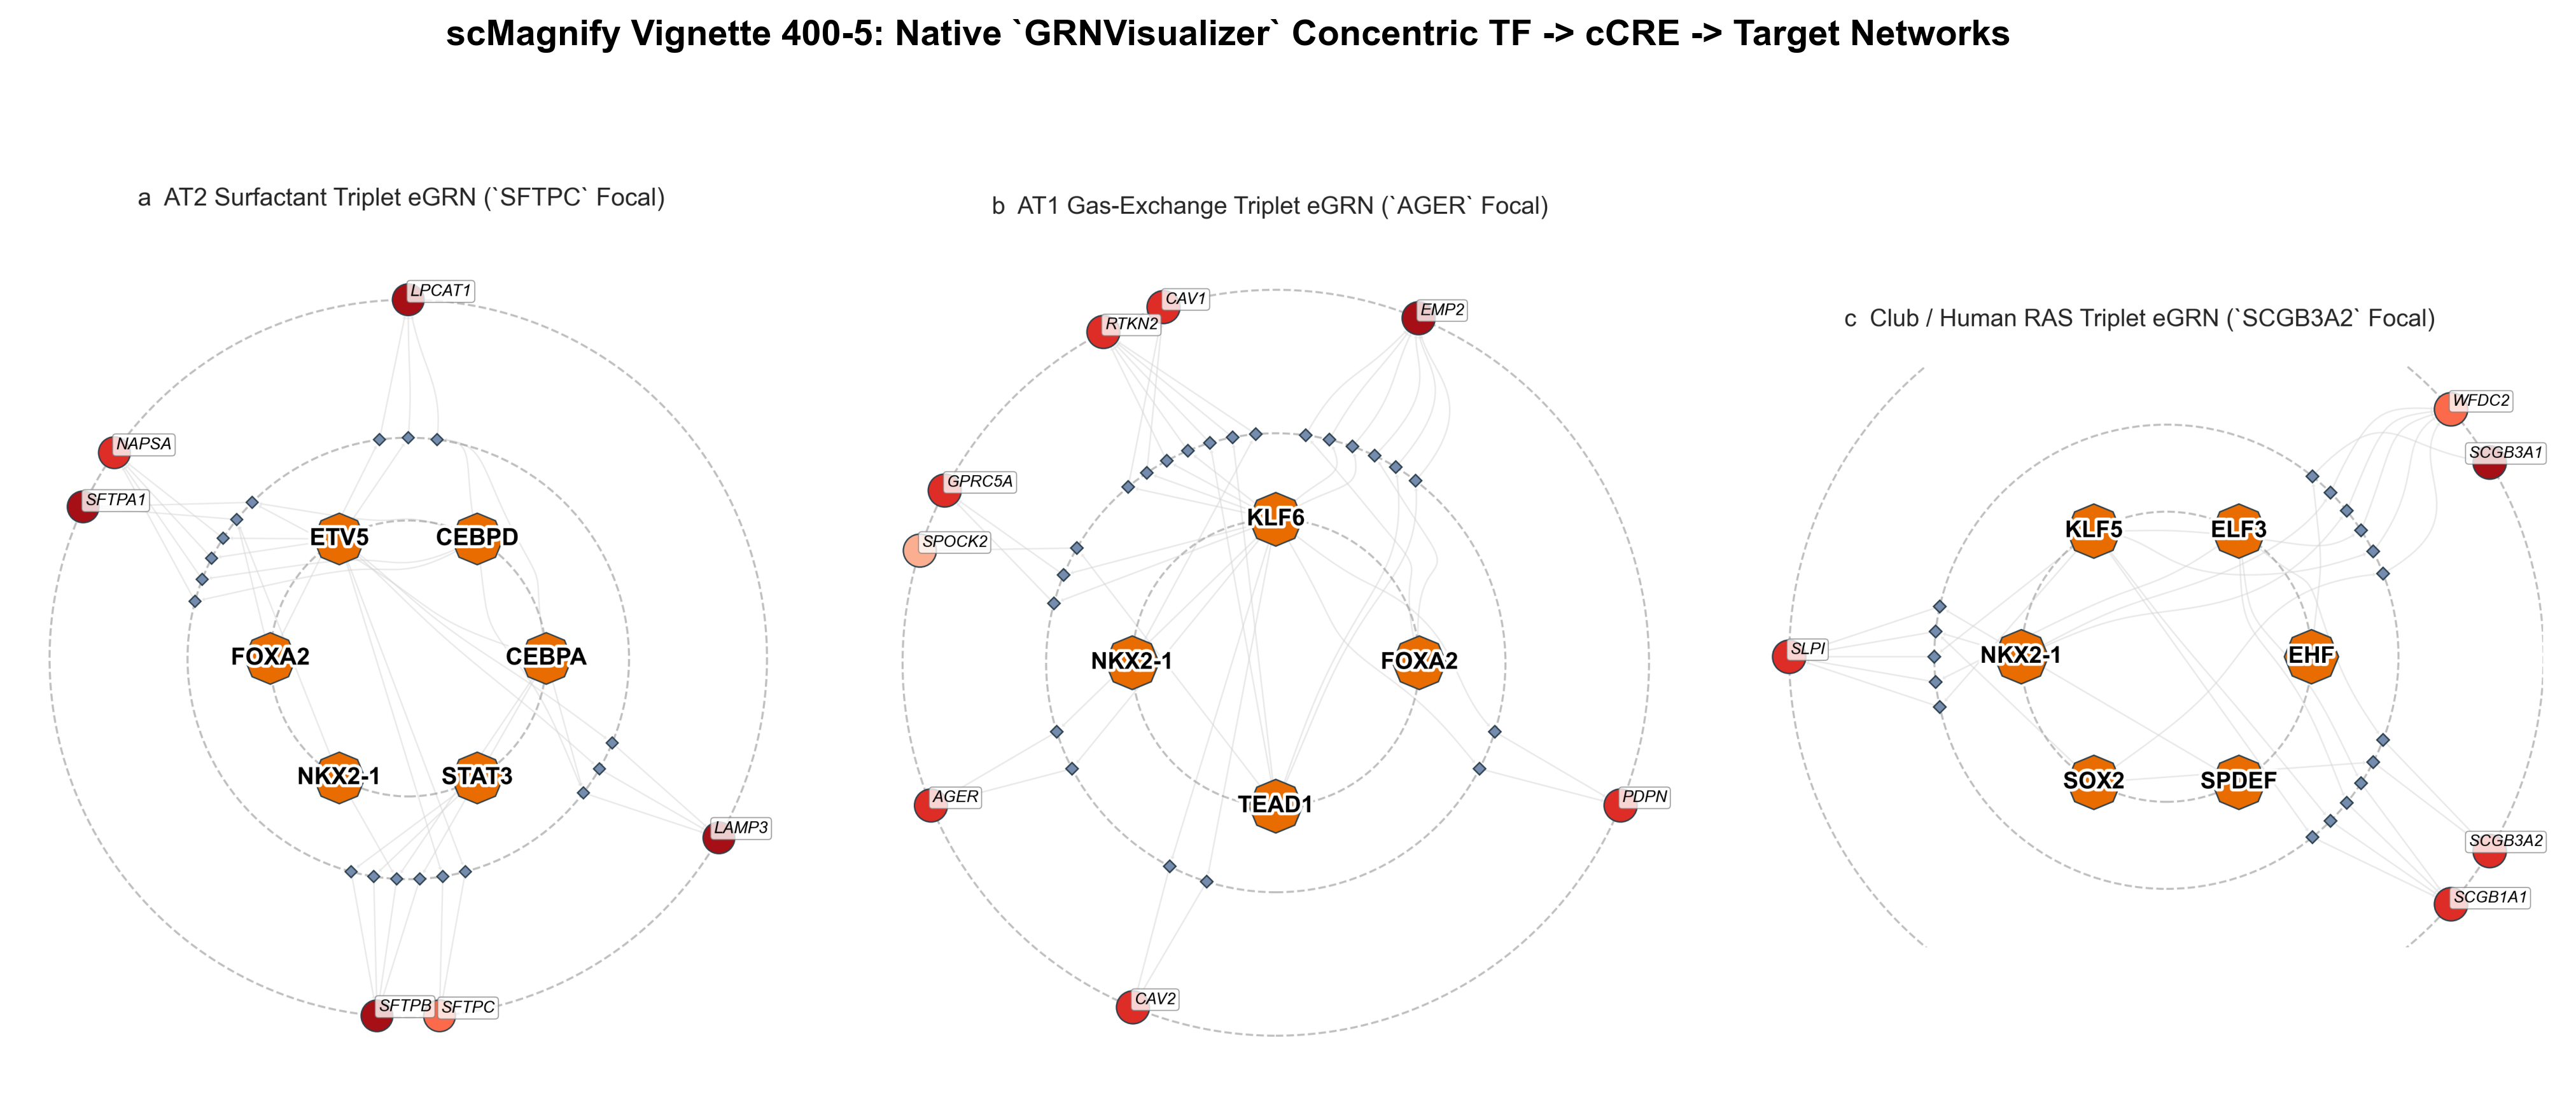 scMagnify Vignette 400-5: Native `GRNVisualizer` Concentric TF -> cCRE -> Target Networks
a AT2 Surfactant Triplet eGRN (`SFTPC` Focal)
LPCAT1
NAPSA
SFTPA1
ETV5
CEBPD
FOXA2
CEBPA
NKX2-1
STAT3
LAMP3
SFTPB
SFTPC
b AT1 Gas-Exchange Triplet eGRN (`AGER` Focal)
CAV1
EMP2
RTKN2
GPRC5A
SPOCK2
KLF6
NKX2-1
FOXA2
AGER
TEAD1
PDPN
CAV2
c Club / Human RAS Triplet eGRN (`SCGB3A2` Focal)
WFDC2
SCGB3A1
KLF5
ELF3
SLPI
NKX2-1
EHF
SOX2
SPDEF
SCGB3A2
SCGB1A1